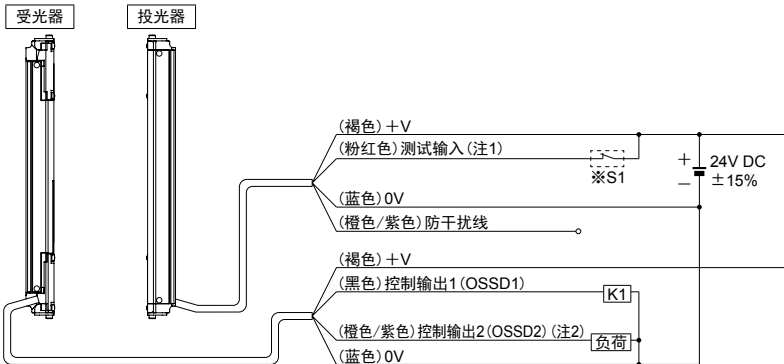 受光器
投光器
(褐色)＋V
(粉红色)测试输入(注1)
※S1
＋
－
24V DC
±15%
(蓝色)0V
(橙色/紫色)防干扰线
(褐色)＋V
(黑色)控制输出1(OSSD1)
K1
(橙色/紫色)控制输出2(OSSD2)(注2)
负荷
(蓝色)0V